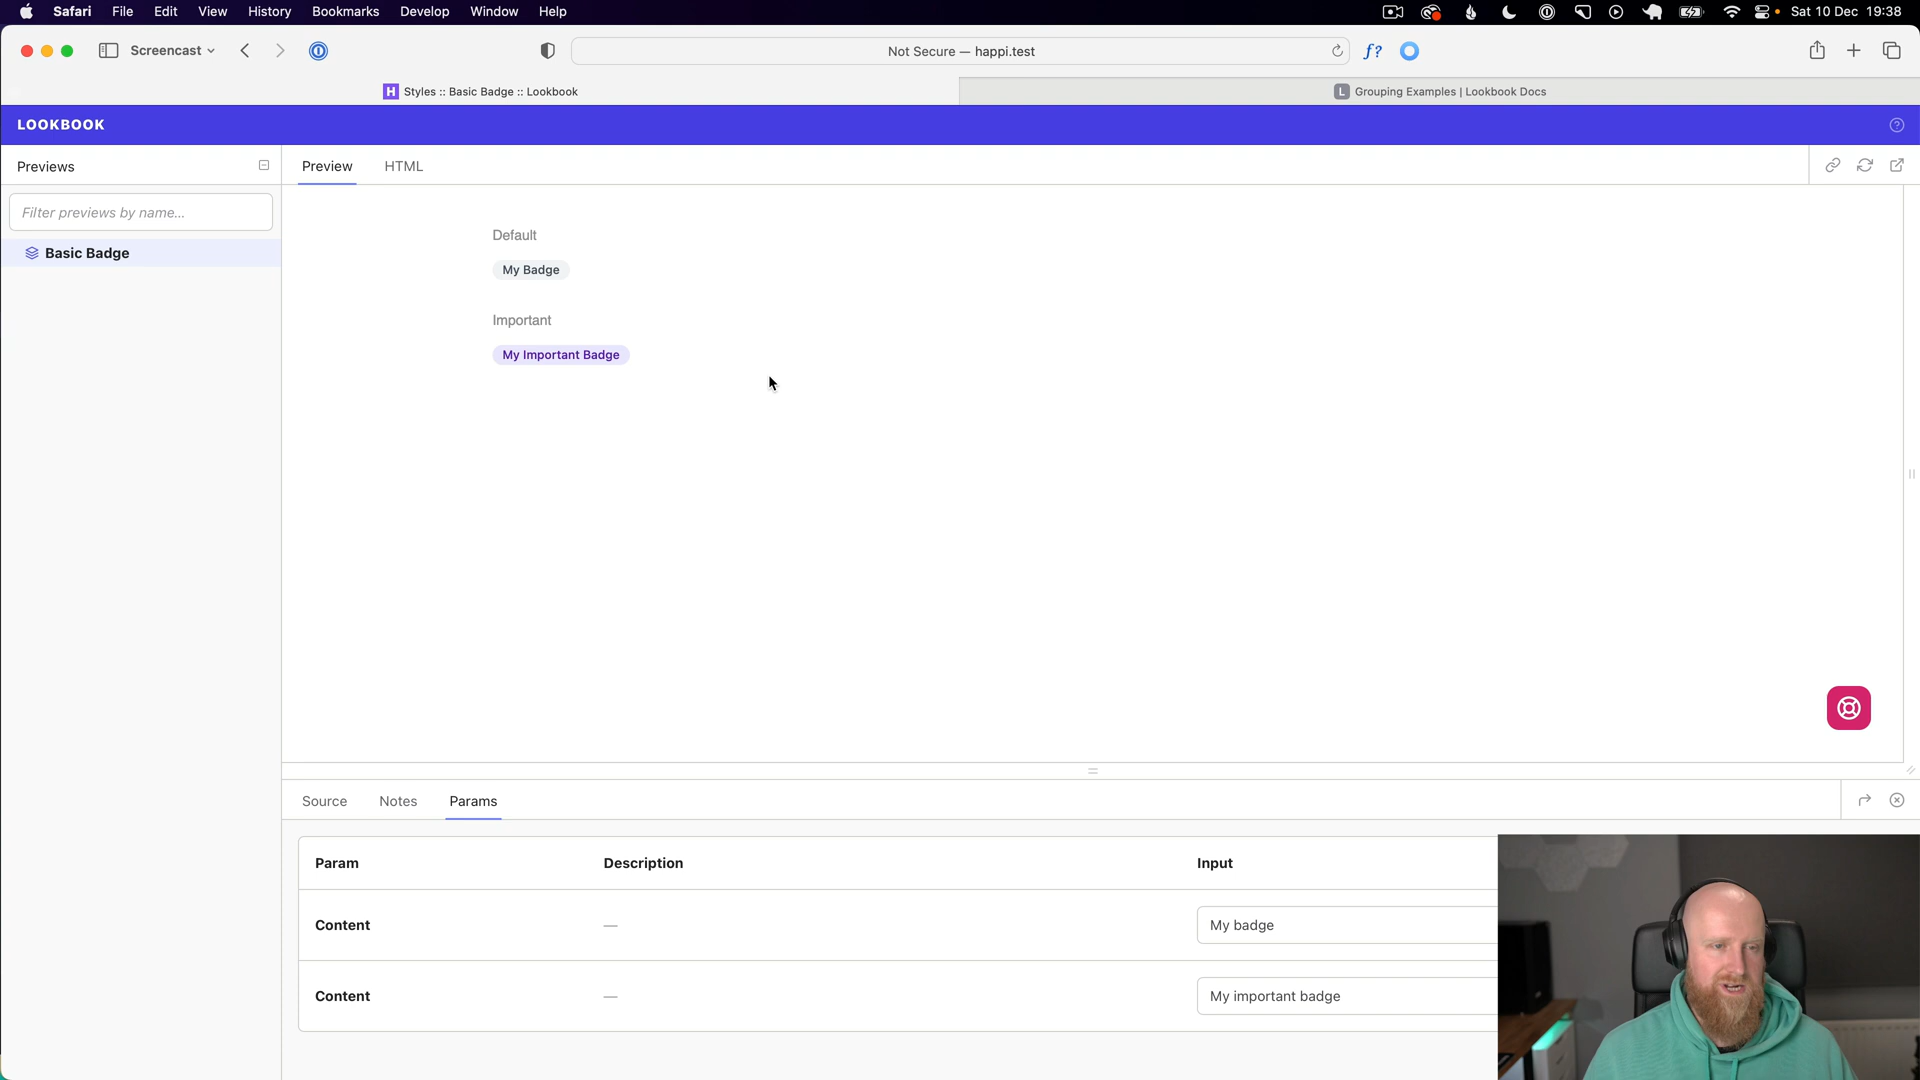 Safari File Edit View History Bookmarks Develop Window Help Sat 10 Dec 19:38
Screencast Not Secure — happi.test f?
H Styles :: Basic Badge :: Lookbook L Grouping Examples | Lookbook Docs
LOOKBOOK
Previews Preview HTML
Filter previews by name...
Basic Badge
Default
My Badge
Important
My Important Badge
Source Notes Params
Param Description Input
Content — My badge
Content — My important badge